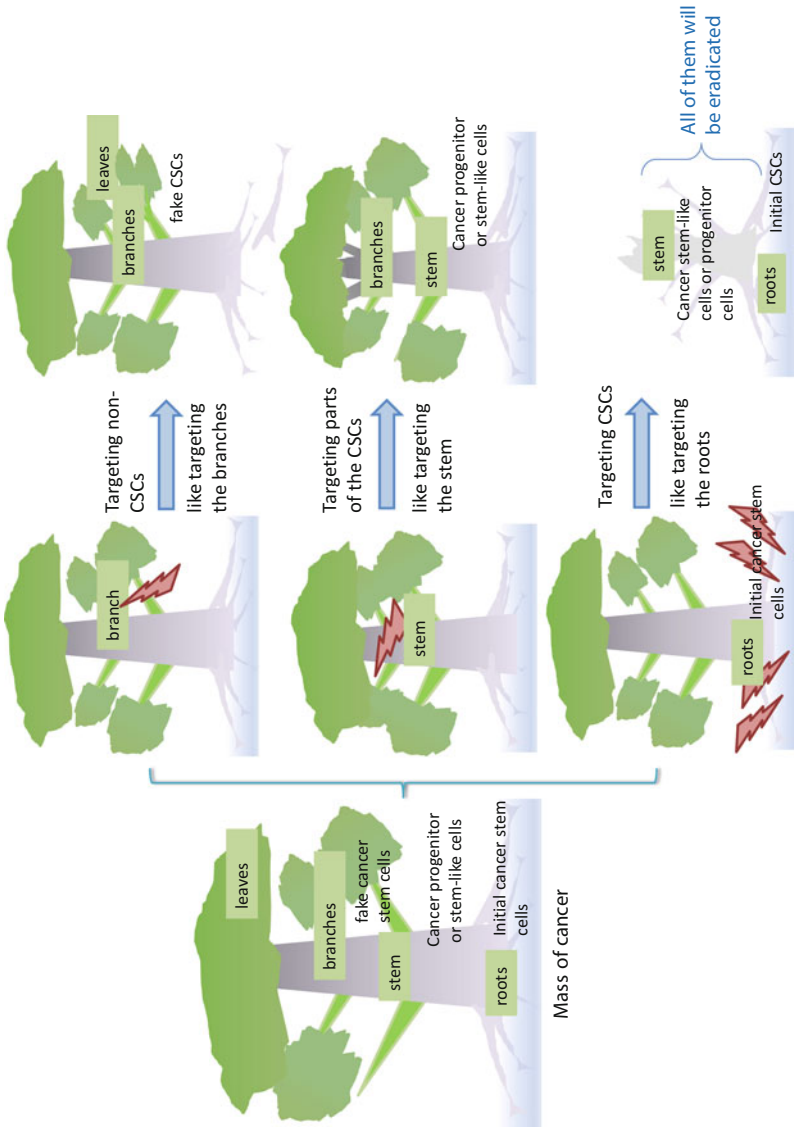 leaves
branches
fake cancer
stem cells
stem
Cancer progenitor
or stem-like cells
roots
Initial cancer stem
cells
Mass of cancer
branch
Targeting non-
CSCs
like targeting
the branches
leaves
branches
fake CSCs
stem
Targeting parts
of the CSCs
like targeting
the stem
branches
stem
Cancer progenitor
or stem-like cells
roots
Initial cancer stem
cells
Targeting CSCs
like targeting
the roots
stem
Cancer stem-like
cells or progenitor
cells
roots
Initial CSCs
All of them will
be eradicated